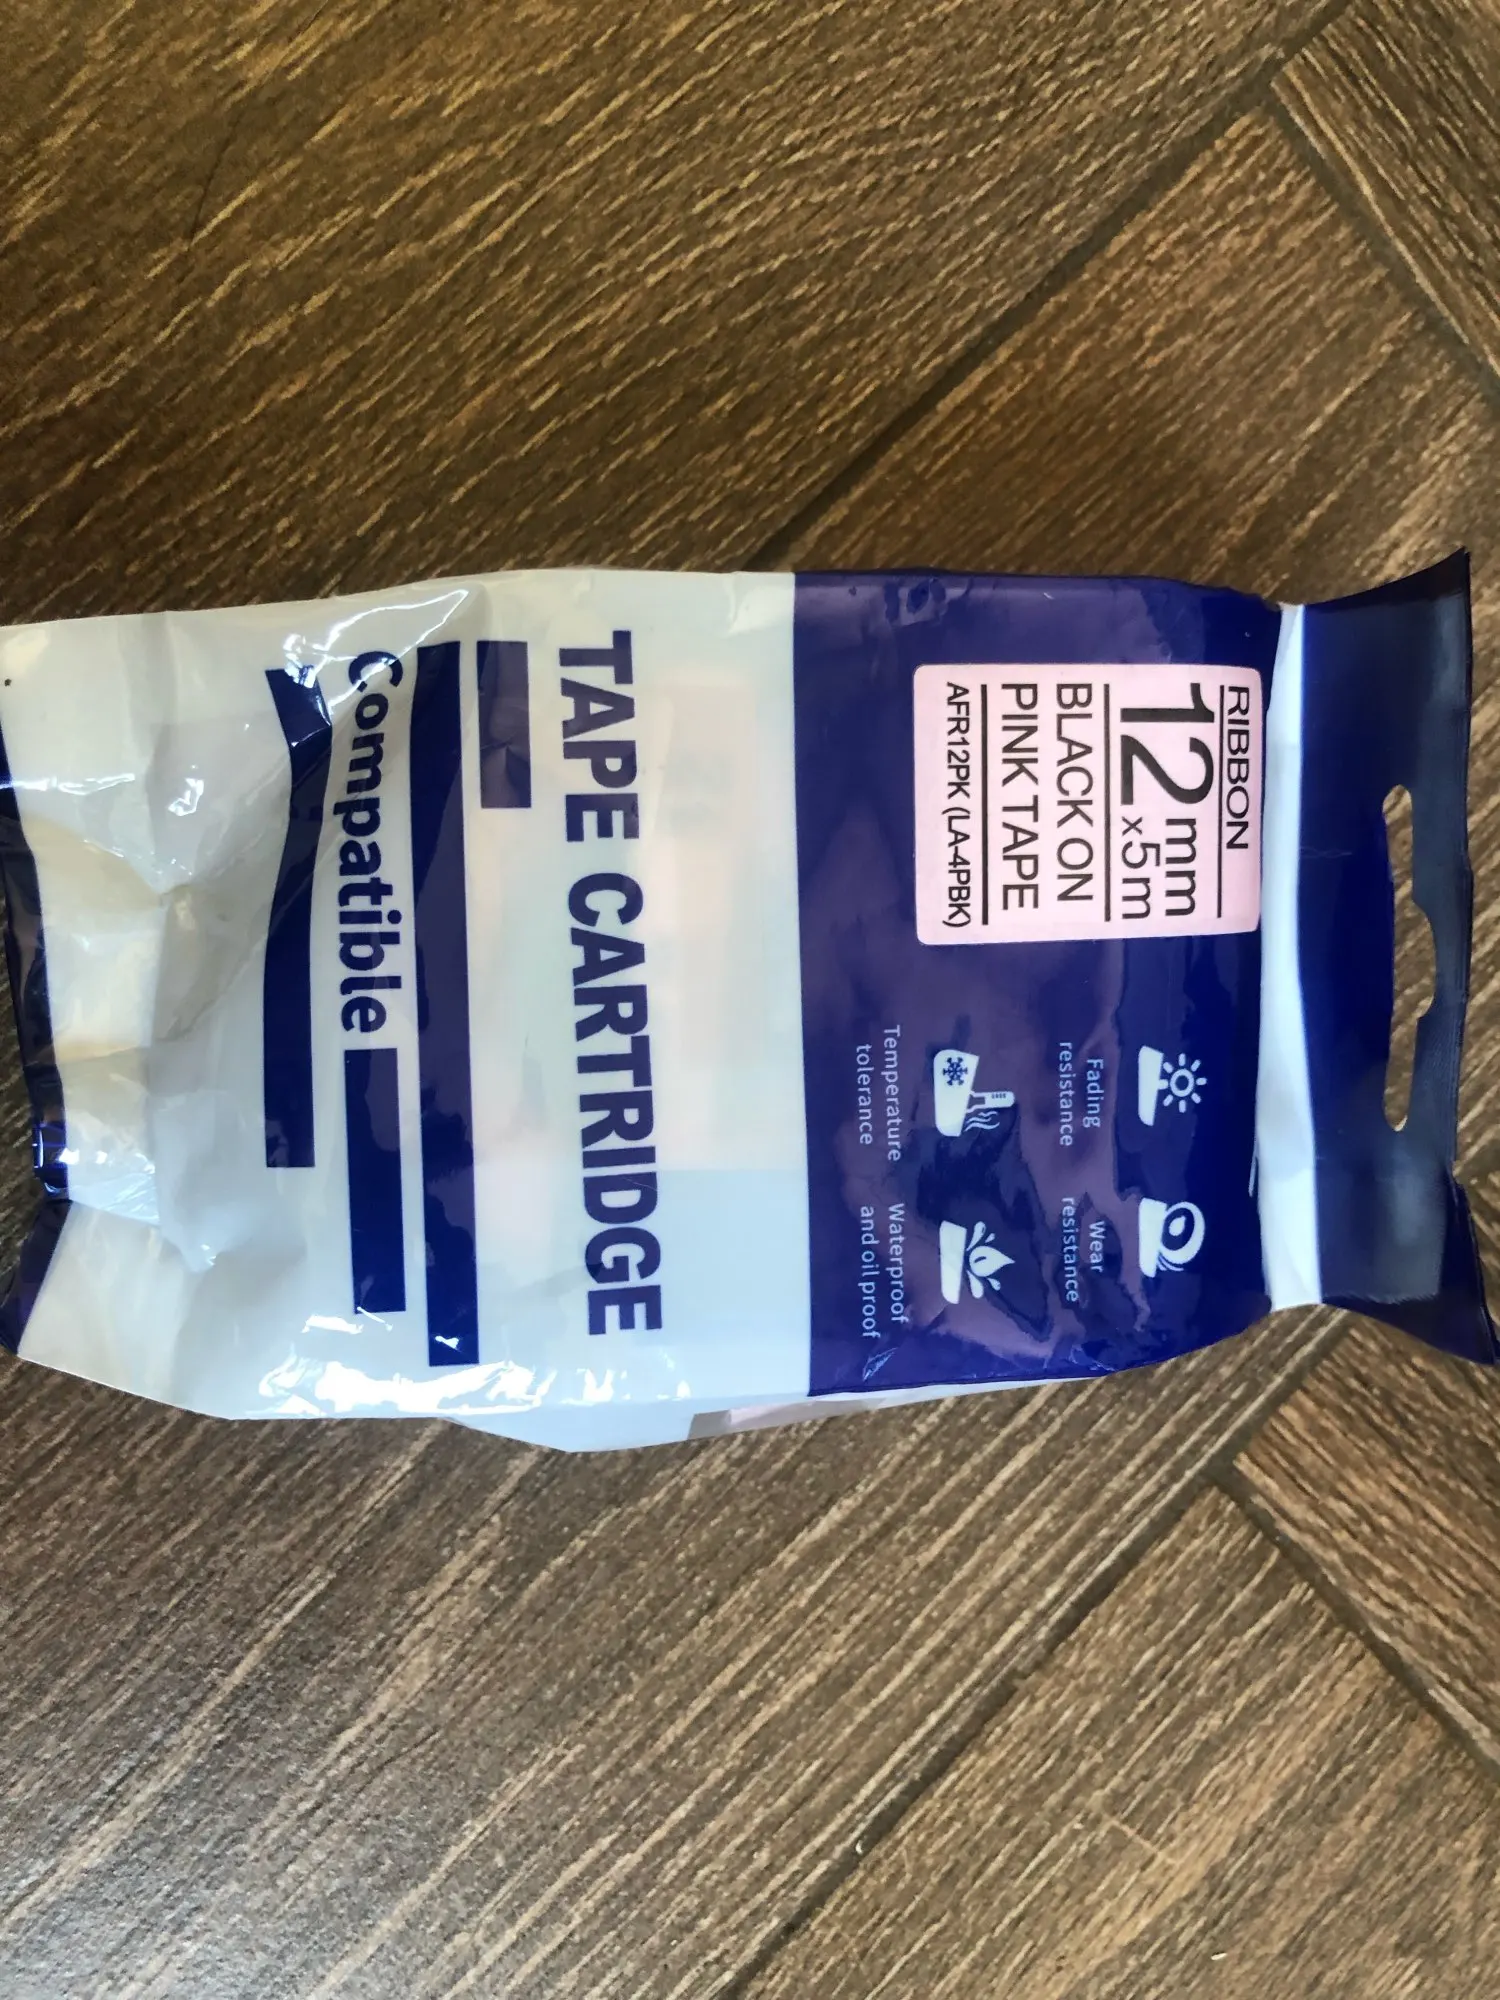 RIBBON
12mm
x5m
BLACK ON
PINK TAPE
AFR12PK (LA-4PBK)
Fading
resistance
Wear
resistance
Temperature
tolerance
Waterproof
and oil proof
TAPE CARTRIDGE
Compatible